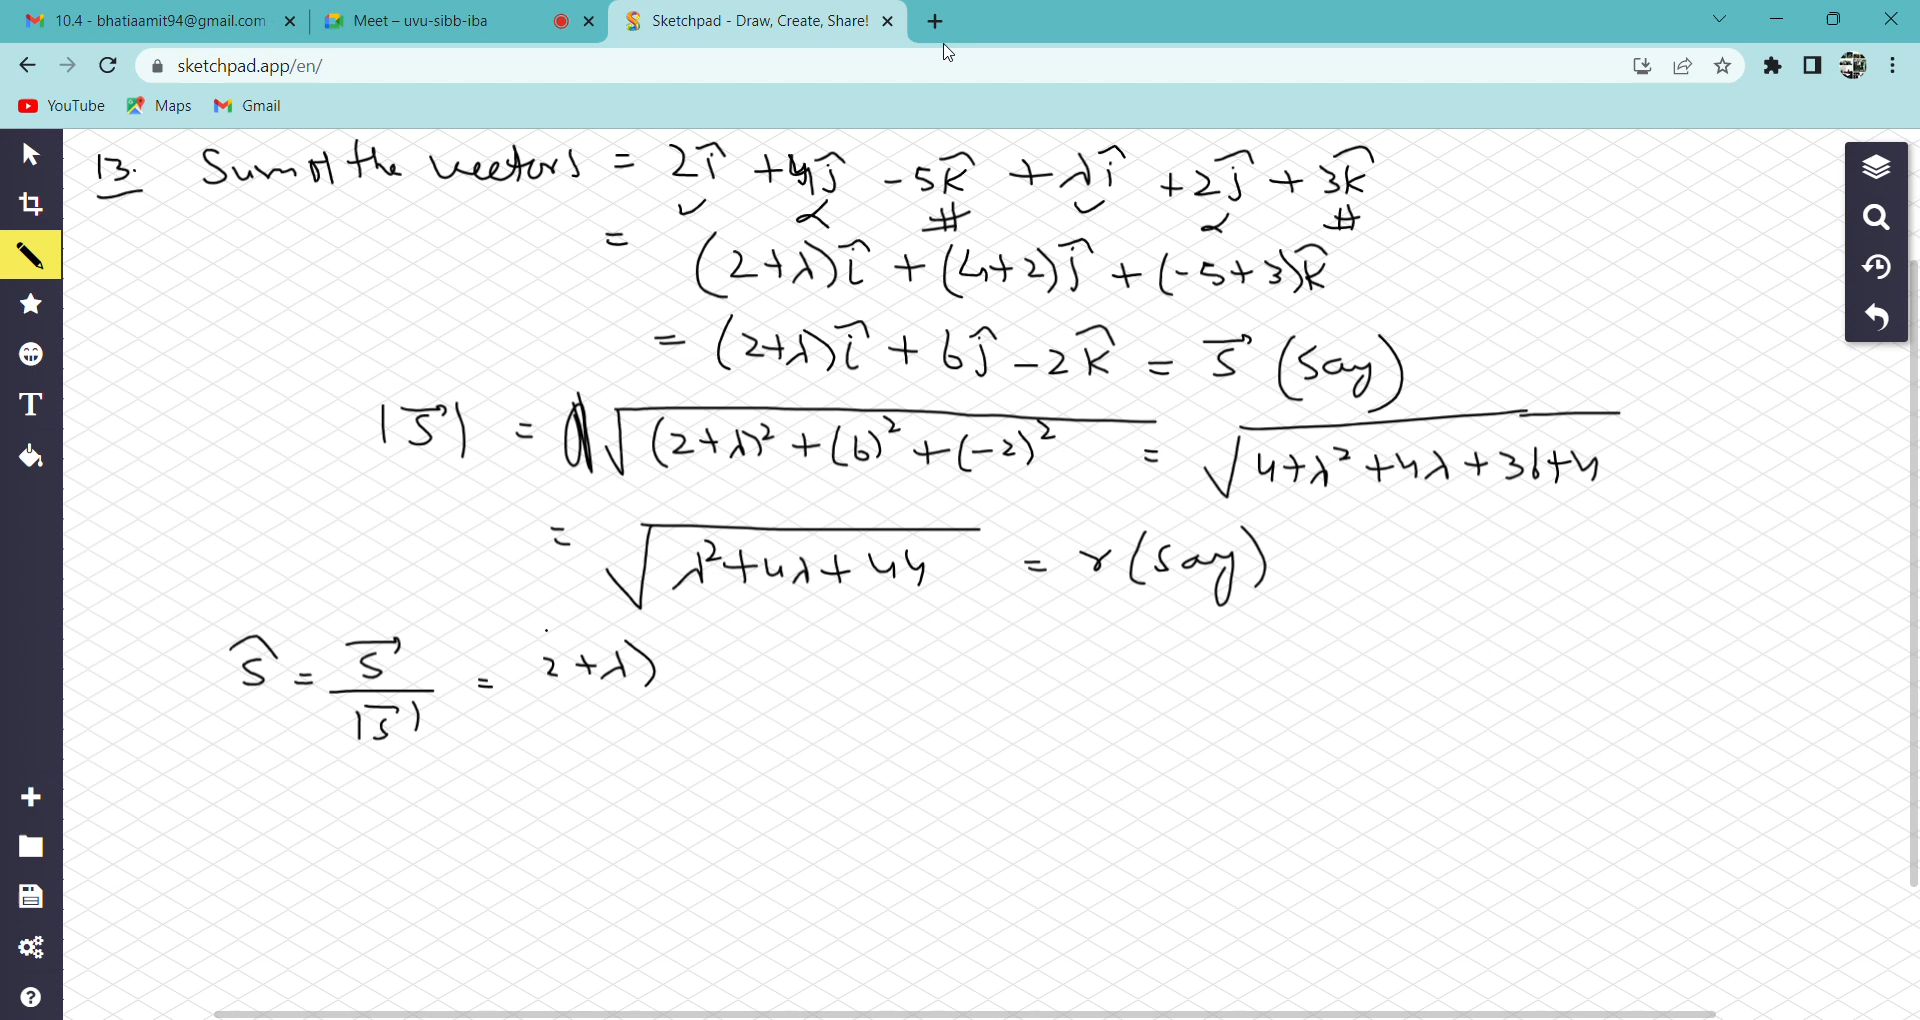 10.4 - bhatiaamit94@gmail.com
Meet – uvu-sibb-iba
Sketchpad - Draw, Create, Share!
sketchpad.app/en/
YouTube Maps Gmail
13. Sum of the vectors = 2î + 4ĵ - 5k̂ + λî + 2ĵ + 3k̂
= (2+λ)î + (4+2)ĵ + (-5+3)k̂
= (2+λ)î + 6ĵ - 2k̂ = s⃗ (say)
|s⃗| = √((2+λ)² + (6)² + (-2)²) = √(4+λ²+4λ+36+4)
= √(λ²+4λ+44) = r (say)
ŝ = s⃗/|s⃗| = 2+λ)
T